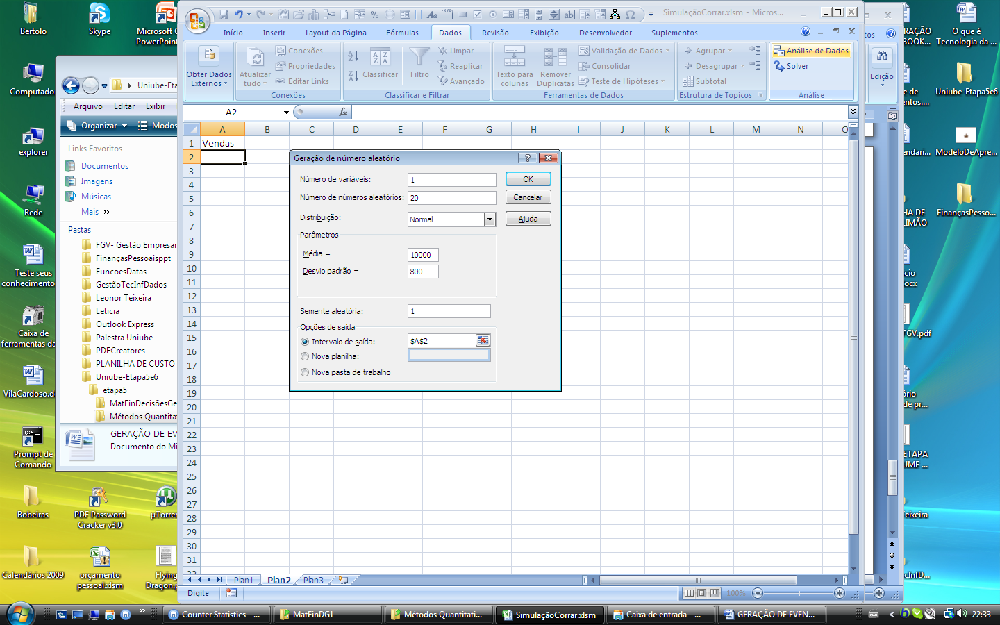 Bertolo
Skype
Microsoft O
PowerPoint
Computado
explorer
Rede
Teste seus
conhecimento
Caixa de
ferramentas da
VilaCardoso.d
Prompt de
Comando
Bobeiras
PDF Password
Cracker v3.0
µTorren
Calendários 2009
orçamento
pessoal.xlsm
Flying
Dragon.p
Uniube-Eta
Arquivo Editar Exibir
Organizar Modos
Links Favoritos
Documentos
Imagens
Músicas
Mais »
Pastas
FGV- Gestão Empresar
FinançasPessoaisppt
FuncoesDatas
GestãoTecInfDados
Leonor Teixeira
Leticia
Outlook Express
Palestra Uniube
PDFCreatores
PLANILHA DE CUSTO
Uniube-Etapa5e6
etapa5
MatFinDecisõesGe
Métodos Quantitat
GERAÇÃO DE EVE
Documento do Mi
SimulaçãoCorrar.xlsm - Micros...
Início Inserir Layout da Página Fórmulas Dados Revisão Exibição Desenvolvedor Suplementos
Obter Dados
Externos
Atualizar
tudo
Conexões
Propriedades
Editar Links
Conexões
Classificar
Filtro
Limpar
Reaplicar
Avançado
Classificar e Filtrar
Texto para
colunas
Remover
Duplicatas
Validação de Dados
Consolidar
Teste de Hipóteses
Ferramentas de Dados
Agrupar
Desagrupar
Subtotal
Estrutura de Tópicos
Análise de Dados
Solver
Análise
A2 fx
A B C D E F G H I J K L M N O
1 Vendas
2
3
4
5
6
7
8
9
10
11
12
13
14
15
16
17
18
19
20
21
22
23
24
25
26
27
28
29
30
31
32
Geração de número aleatório
Número de variáveis: 1
Número de números aleatórios: 20
Distribuição: Normal
Parâmetros
Média = 10000
Desvio padrão = 800
Semente aleatória: 1
Opções de saída
Intervalo de saída: $A$2
Nova planilha:
Nova pasta de trabalho
OK
Cancelar
Ajuda
Plan1 Plan2 Plan3
Digite
100%
tos
Edição
RAÇÃO
BOOK...
O que é
Tecnologia da ...
e de
entos....
Uniube-Etapa5e6
endari...
ModeloDeApre...
HA DE
LIMÃO
FinançasPesso...
cio
ocx
FGV.pdf
ório
de pr...
ETAPA
UME ...
eixeira
cInfD...
» Counter Statistics - ... MatFinDG1 Métodos Quantitati... SimulaçãoCorrar.xlsm Caixa de entrada - ... GERAÇÃO DE EVEN... 22:33